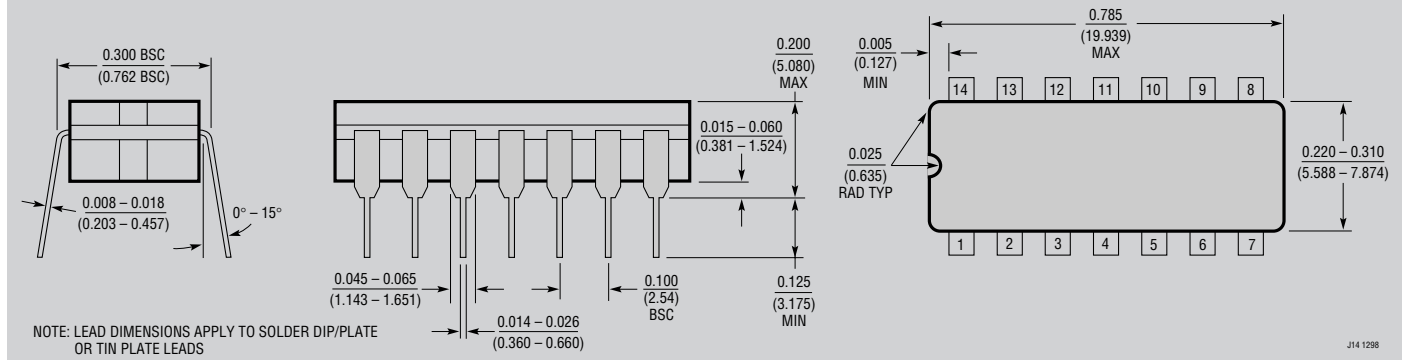 0.300 BSC
(0.762 BSC)
0.008 – 0.018
(0.203 – 0.457)
0° – 15°
0.200
(5.080)
MAX
0.015 – 0.060
(0.381 – 1.524)
0.045 – 0.065
(1.143 – 1.651)
0.014 – 0.026
(0.360 – 0.660)
0.100
(2.54)
BSC
0.125
(3.175)
MIN
0.785
(19.939)
MAX
0.005
(0.127)
MIN
14 13 12 11 10 9 8
0.025
(0.635)
RAD TYP
0.220 – 0.310
(5.588 – 7.874)
1 2 3 4 5 6 7
NOTE: LEAD DIMENSIONS APPLY TO SOLDER DIP/PLATE
OR TIN PLATE LEADS
J14 1298